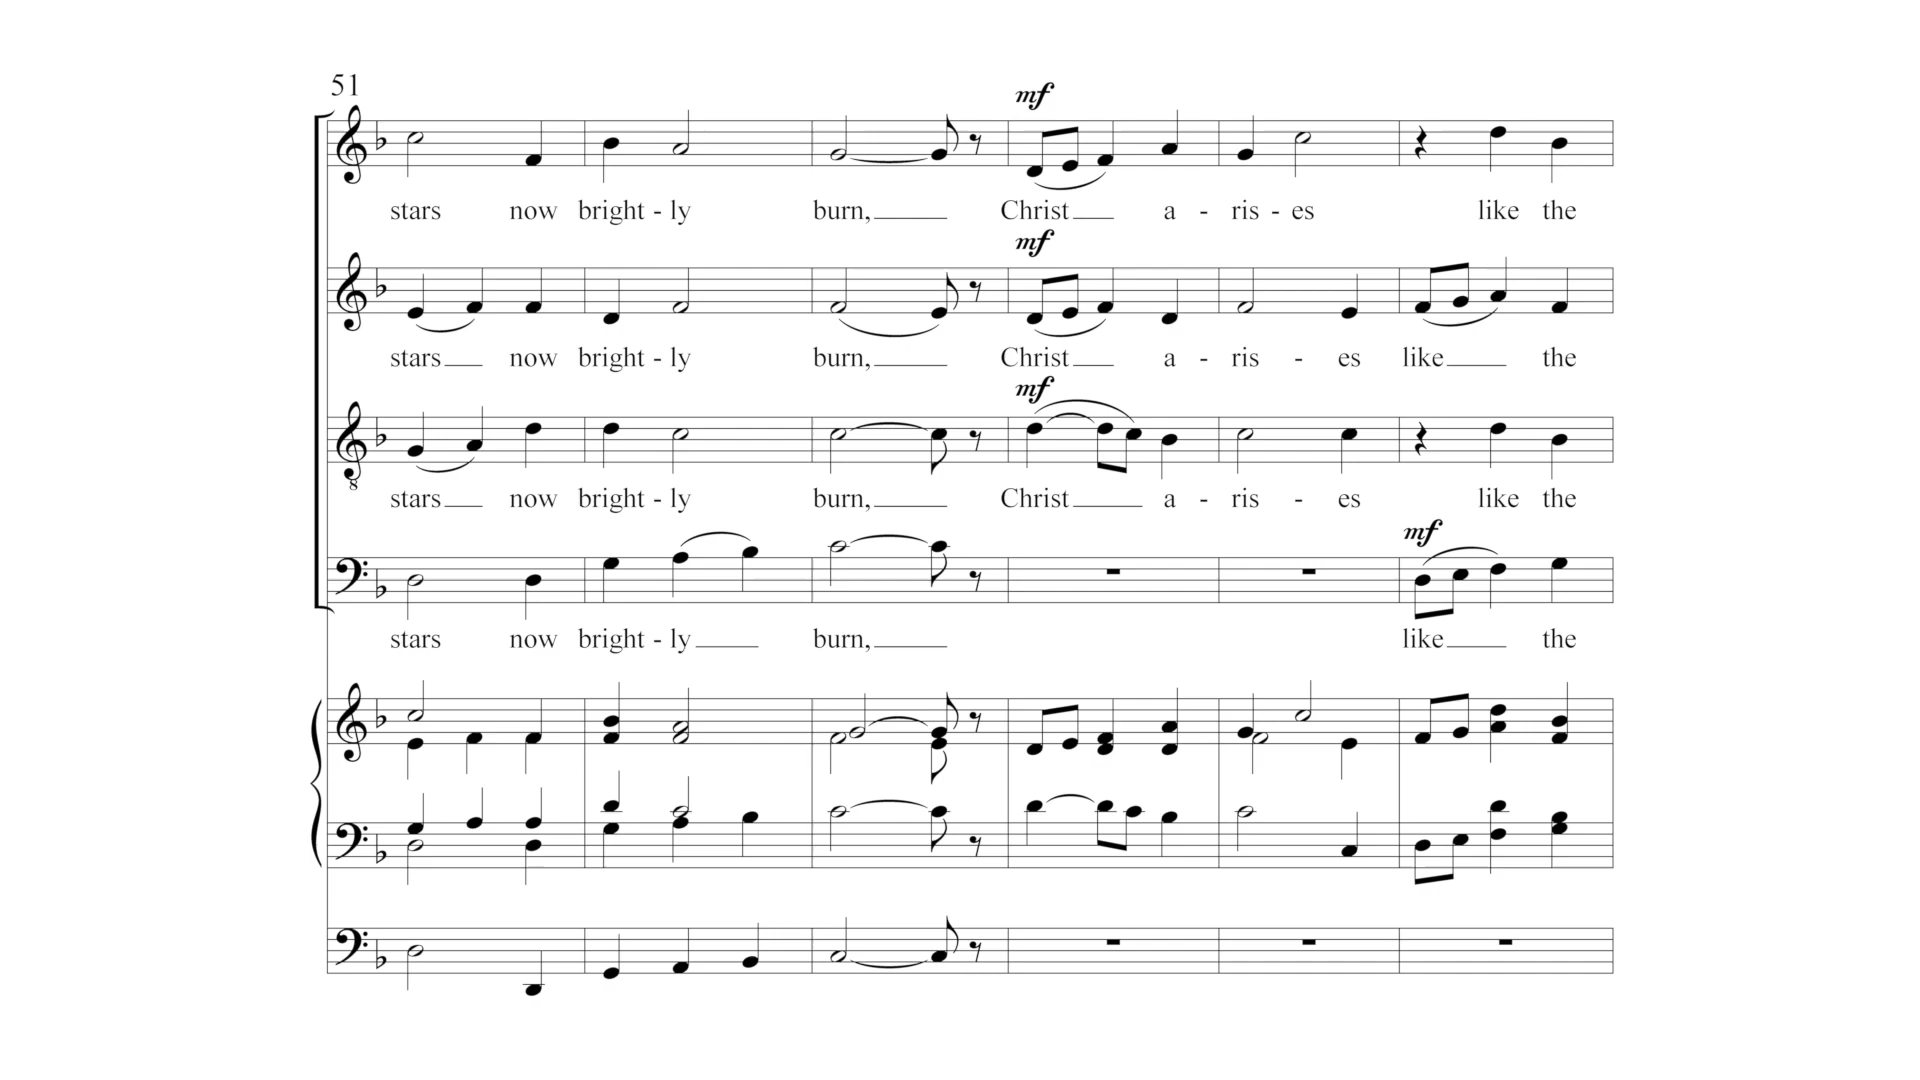 51
mf
stars now bright - ly burn, Christ a - ris - es like the
mf
stars now bright - ly burn, Christ a - ris - es like the
mf
8
stars now bright - ly burn, Christ a - ris - es like the
mf
stars now bright - ly burn, like the